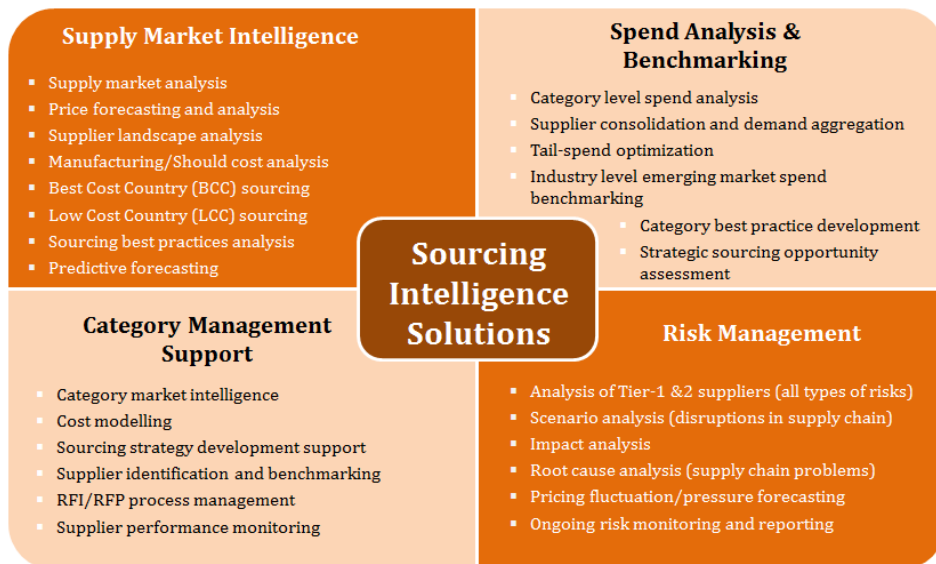 Supply Market Intelligence
▪ Supply market analysis
▪ Price forecasting and analysis
▪ Supplier landscape analysis
▪ Manufacturing/Should cost analysis
▪ Best Cost Country (BCC) sourcing
▪ Low Cost Country (LCC) sourcing
▪ Sourcing best practices analysis
▪ Predictive forecasting
Spend Analysis &
Benchmarking
▪ Category level spend analysis
▪ Supplier consolidation and demand aggregation
▪ Tail-spend optimization
▪ Industry level emerging market spend
benchmarking
▪ Category best practice development
▪ Strategic sourcing opportunity
assessment
Sourcing
Intelligence
Solutions
Category Management
Support
▪ Category market intelligence
▪ Cost modelling
▪ Sourcing strategy development support
▪ Supplier identification and benchmarking
▪ RFI/RFP process management
▪ Supplier performance monitoring
Risk Management
▪ Analysis of Tier-1 &2 suppliers (all types of risks)
▪ Scenario analysis (disruptions in supply chain)
▪ Impact analysis
▪ Root cause analysis (supply chain problems)
▪ Pricing fluctuation/pressure forecasting
▪ Ongoing risk monitoring and reporting